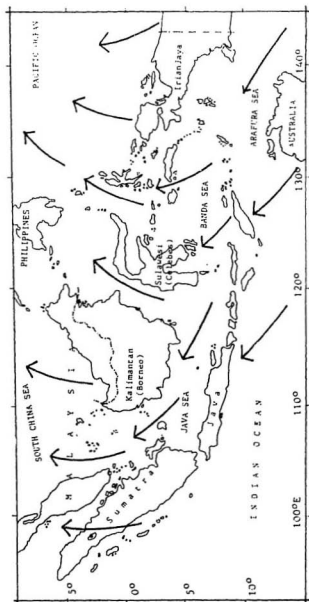 PACIFIC OCEAN
PHILIPPINES
SOUTH CHINA SEA
M L A Y S I
Irianjaya
Sulawesi
(Celebes)
Kalimantan
(Borneo)
Sumatra
BANDA SEA
ARAFURA SEA
AUSTRALIA
JAVA SEA
Java
INDIAN OCEAN
5°
0°
5°
10°
100°E
110°
120°
130°
140°